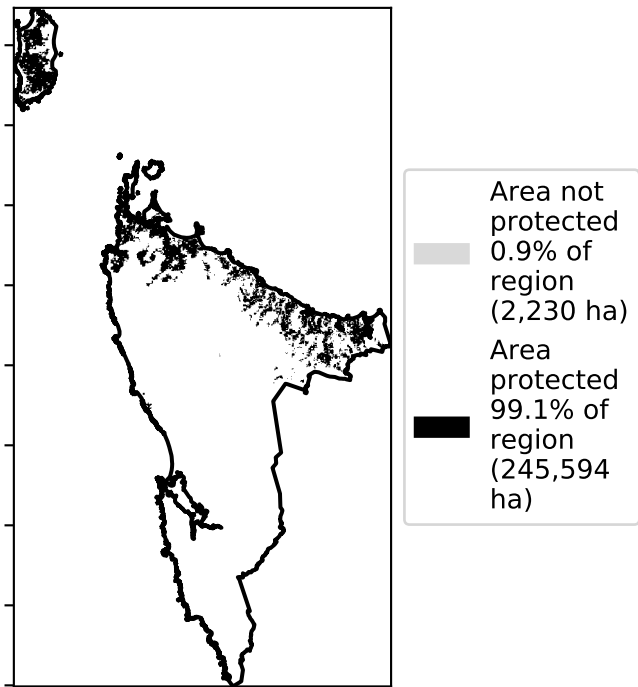 Area not
protected
0.9% of
region
(2,230 ha)
Area
protected
99.1% of
region
(245,594
ha)